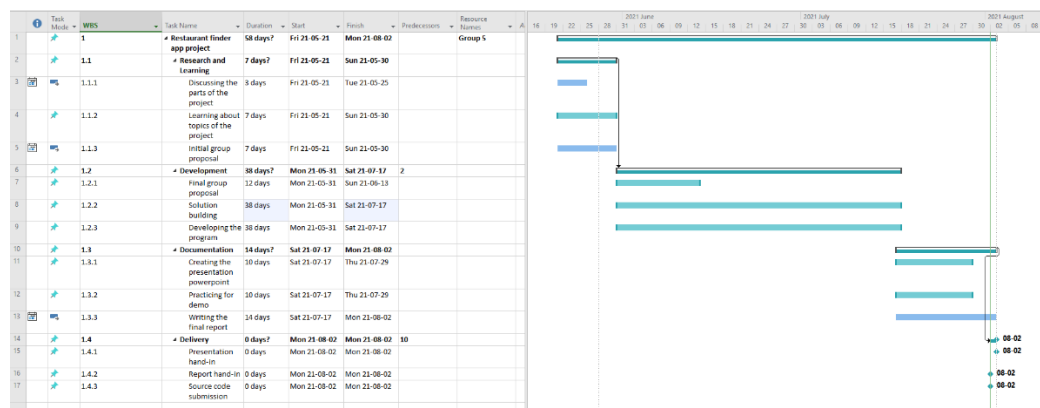 Task Mode WBS Task Name Duration Start Finish Predecessors Resource Names A
2021 June 2021 July 2021 August
16 19 22 25 28 31 03 06 09 12 15 18 21 24 27 30 03 06 09 12 15 18 21 24 27 30 02 05 08
1 1 Restaurant finder app project 58 days? Fri 21-05-21 Mon 21-08-02 Group 5
2 1.1 Research and Learning 7 days? Fri 21-05-21 Sun 21-05-30
3 1.1.1 Discussing the parts of the project 3 days Fri 21-05-21 Tue 21-05-25
4 1.1.2 Learning about topics of the project 7 days Fri 21-05-21 Sun 21-05-30
5 1.1.3 Initial group proposal 7 days Fri 21-05-21 Sun 21-05-30
6 1.2 Development 38 days? Mon 21-05-31 Sat 21-07-17 2
7 1.2.1 Final group proposal 12 days Mon 21-05-31 Sun 21-06-13
8 1.2.2 Solution building 38 days Mon 21-05-31 Sat 21-07-17
9 1.2.3 Developing the program 38 days Mon 21-05-31 Sat 21-07-17
10 1.3 Documentation 14 days? Sat 21-07-17 Mon 21-08-02
11 1.3.1 Creating the presentation powerpoint 10 days Sat 21-07-17 Thu 21-07-29
12 1.3.2 Practicing for demo 10 days Sat 21-07-17 Thu 21-07-29
13 1.3.3 Writing the final report 14 days Sat 21-07-17 Mon 21-08-02
14 1.4 Delivery 0 days? Mon 21-08-02 Mon 21-08-02 10 08-02
15 1.4.1 Presentation hand-in 0 days Mon 21-08-02 Mon 21-08-02 08-02
16 1.4.2 Report hand-in 0 days Mon 21-08-02 Mon 21-08-02 08-02
17 1.4.3 Source code submission 0 days Mon 21-08-02 Mon 21-08-02 08-02